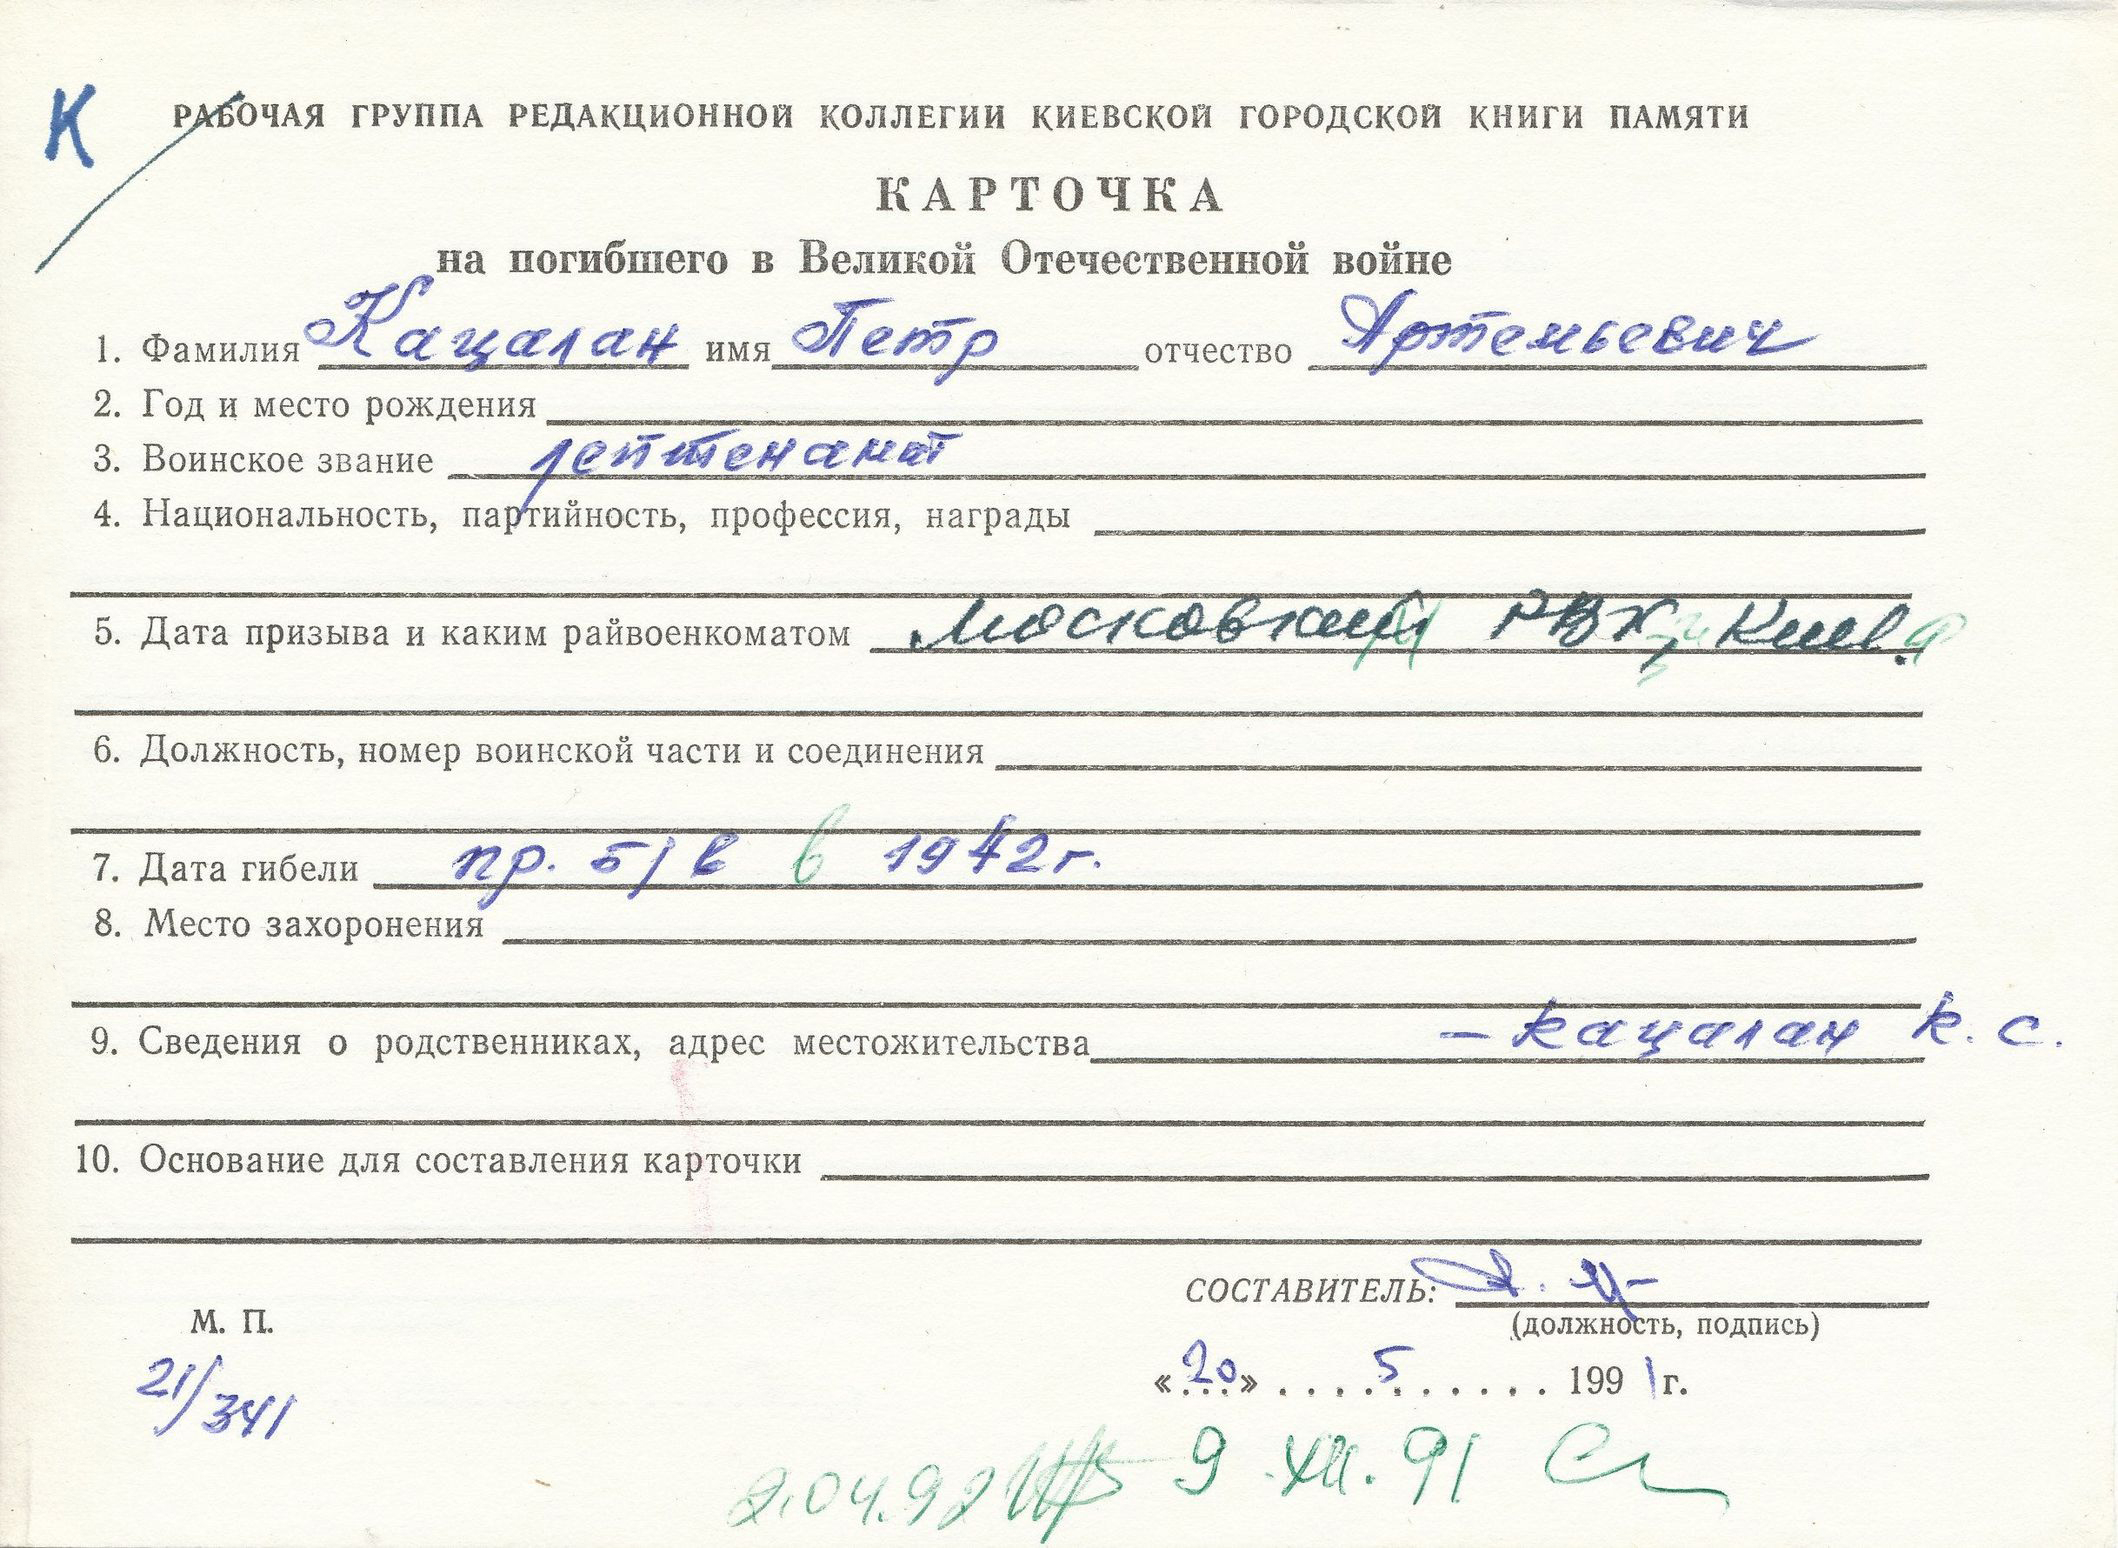 К
РАБОЧАЯ ГРУППА РЕДАКЦИОННОЙ КОЛЛЕГИИ КИЕВСКОЙ ГОРОДСКОЙ КНИГИ ПАМЯТИ
КАРТОЧКА
на погибшего в Великой Отечественной войне
1. Фамилия Кацалан имя Петр отчество Артемьевич
2. Год и место рождения
3. Воинское звание лейтенант
4. Национальность, партийность, профессия, награды
5. Дата призыва и каким райвоенкоматом Московский РВК, г. Киев.
6. Должность, номер воинской части и соединения
7. Дата гибели пр. б/в в 1942г.
8. Место захоронения
9. Сведения о родственниках, адрес местожительства – Кацалан К. С.
10. Основание для составления карточки
СОСТАВИТЕЛЬ:
М. П. (должность, подпись)
21/341 «20» 5 1991 г.
2.04.92 9.XII.91